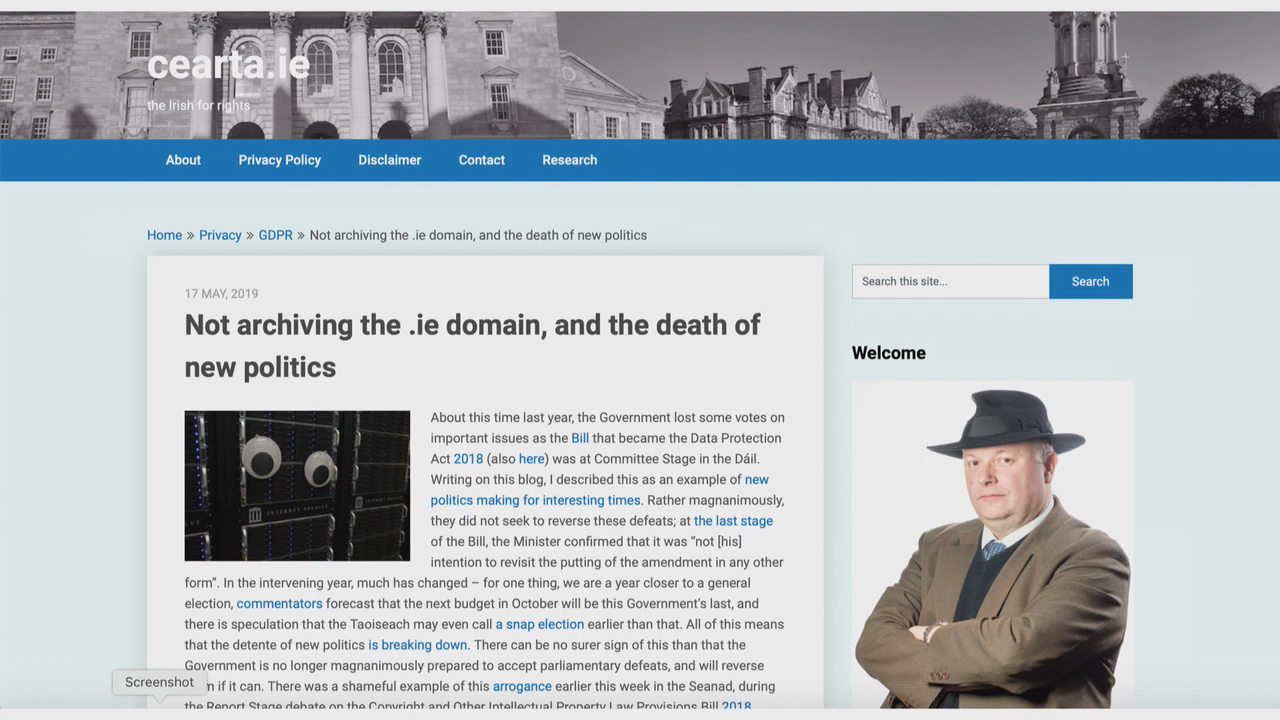 cearta.ie
the Irish for rights
About Privacy Policy Disclaimer Contact Research
Home » Privacy » GDPR » Not archiving the .ie domain, and the death of new politics
Search this site... Search
17 MAY, 2019
Not archiving the .ie domain, and the death of
new politics
Welcome
INTERNET ARCHIVE
About this time last year, the Government lost some votes on
important issues as the Bill that became the Data Protection
Act 2018 (also here) was at Committee Stage in the Dáil.
Writing on this blog, I described this as an example of new
politics making for interesting times. Rather magnanimously,
they did not seek to reverse these defeats; at the last stage
of the Bill, the Minister confirmed that it was “not [his]
intention to revisit the putting of the amendment in any other
form”. In the intervening year, much has changed – for one thing, we are a year closer to a general
election, commentators forecast that the next budget in October will be this Government’s last, and
there is speculation that the Taoiseach may even call a snap election earlier than that. All of this means
that the detente of new politics is breaking down. There can be no surer sign of this than that the
Government is no longer magnanimously prepared to accept parliamentary defeats, and will reverse
if it can. There was a shameful example of this arrogance earlier this week in the Seanad, during
the Report Stage debate on the Copyright and Other Intellectual Property Law Provisions Bill 2018
Screenshot